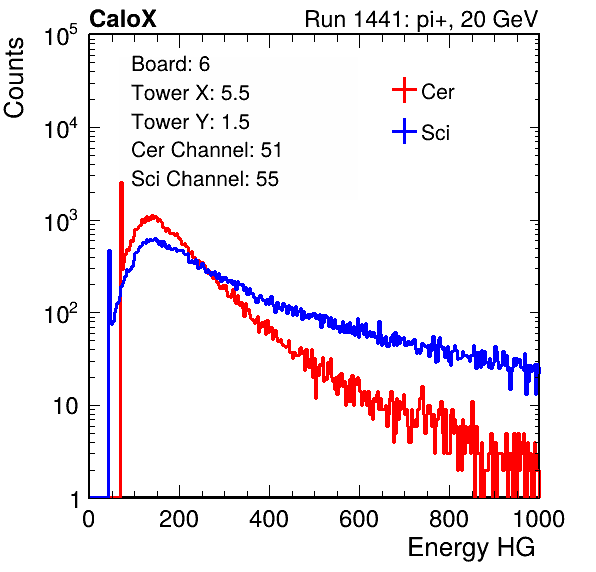 CaloX
Run 1441: pi+, 20 GeV
Counts
10^5
10^4
10^3
10^2
10
1
Board: 6
Tower X: 5.5
Tower Y: 1.5
Cer Channel: 51
Sci Channel: 55
Cer
Sci
0 200 400 600 800 1000
Energy HG